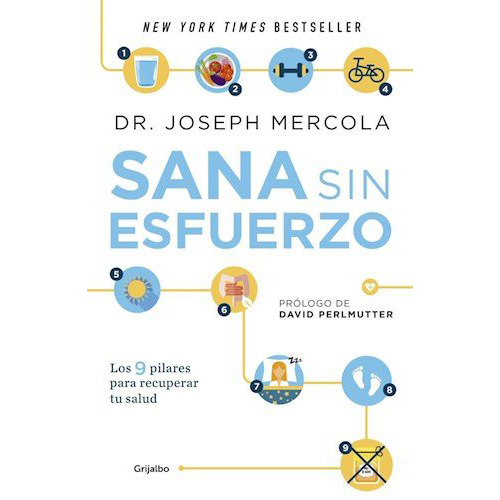 NEW YORK TIMES BESTSELLER
1
2
3
4
DR. JOSEPH MERCOLA
SANA SIN
ESFUERZO
5
6
PRÓLOGO DE
DAVID PERLMUTTER
Los 9 pilares
para recuperar
tu salud
7
zzz
8
9
Grijalbo